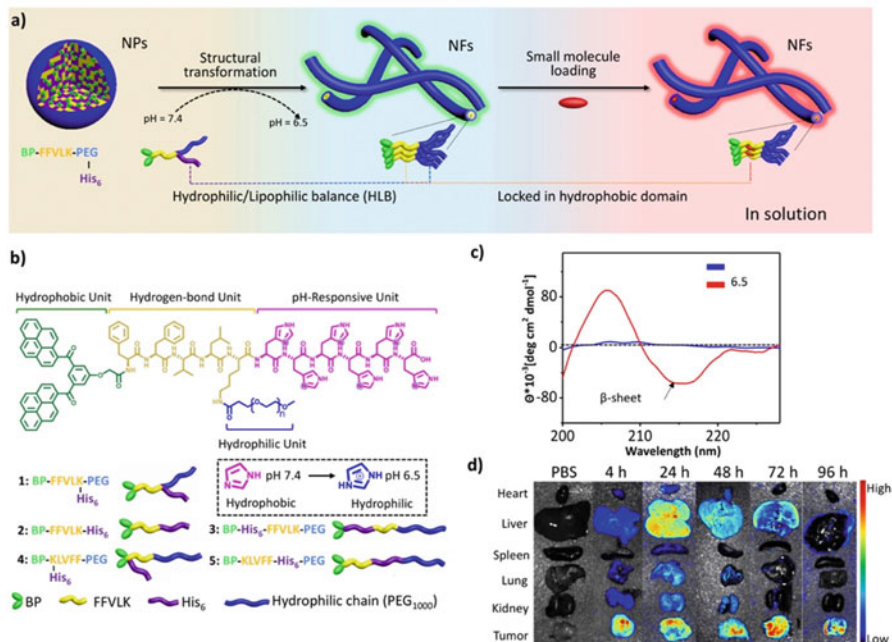 a)
NPs
Structural
transformation
pH = 7.4
pH = 6.5
NFs
Small molecule
loading
NFs
BP-FFVLK-PEG
His6
Hydrophilic/Lipophilic balance (HLB)
Locked in hydrophobic domain
In solution
b)
Hydrophobic Unit
Hydrogen-bond Unit
pH-Responsive Unit
Hydrophilic Unit
NH pH 7.4
pH 6.5
Hydrophobic
Hydrophilic
1: BP-FFVLK-PEG
His6
2: BP-FFVLK-His6
3: BP-His6-FFVLK-PEG
4: BP-KLVFF-PEG
His6
5: BP-KLVFF-His6-PEG
BP
FFVLK
His6
Hydrophilic chain (PEG1000)
c)
6.5
80
0
-80
Θ*10-3[deg cm2 dmol-1]
β-sheet
200
210
220
Wavelength (nm)
d)
PBS
4 h
24 h
48 h
72 h
96 h
High
Heart
Liver
Spleen
Lung
Kidney
Tumor
Low